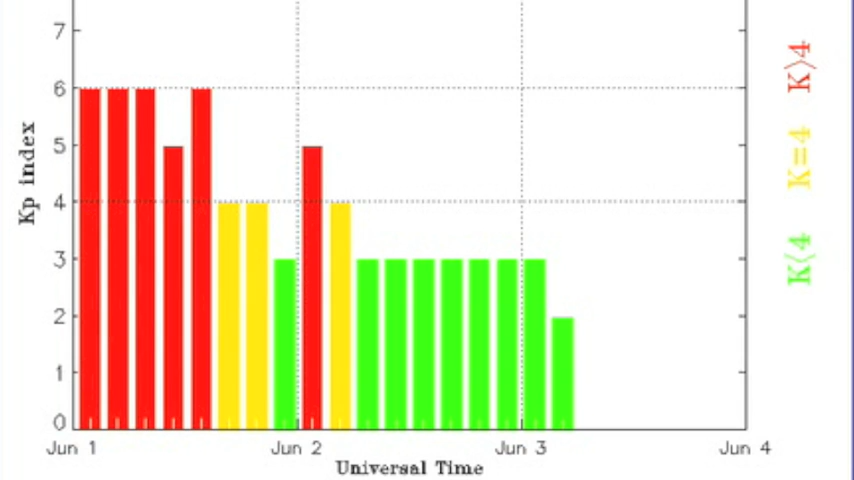 7
6
5
4
3
2
1
0
Kp index
Jun 1
Jun 2
Jun 3
Jun 4
Universal Time
K>4
K=4
K<4